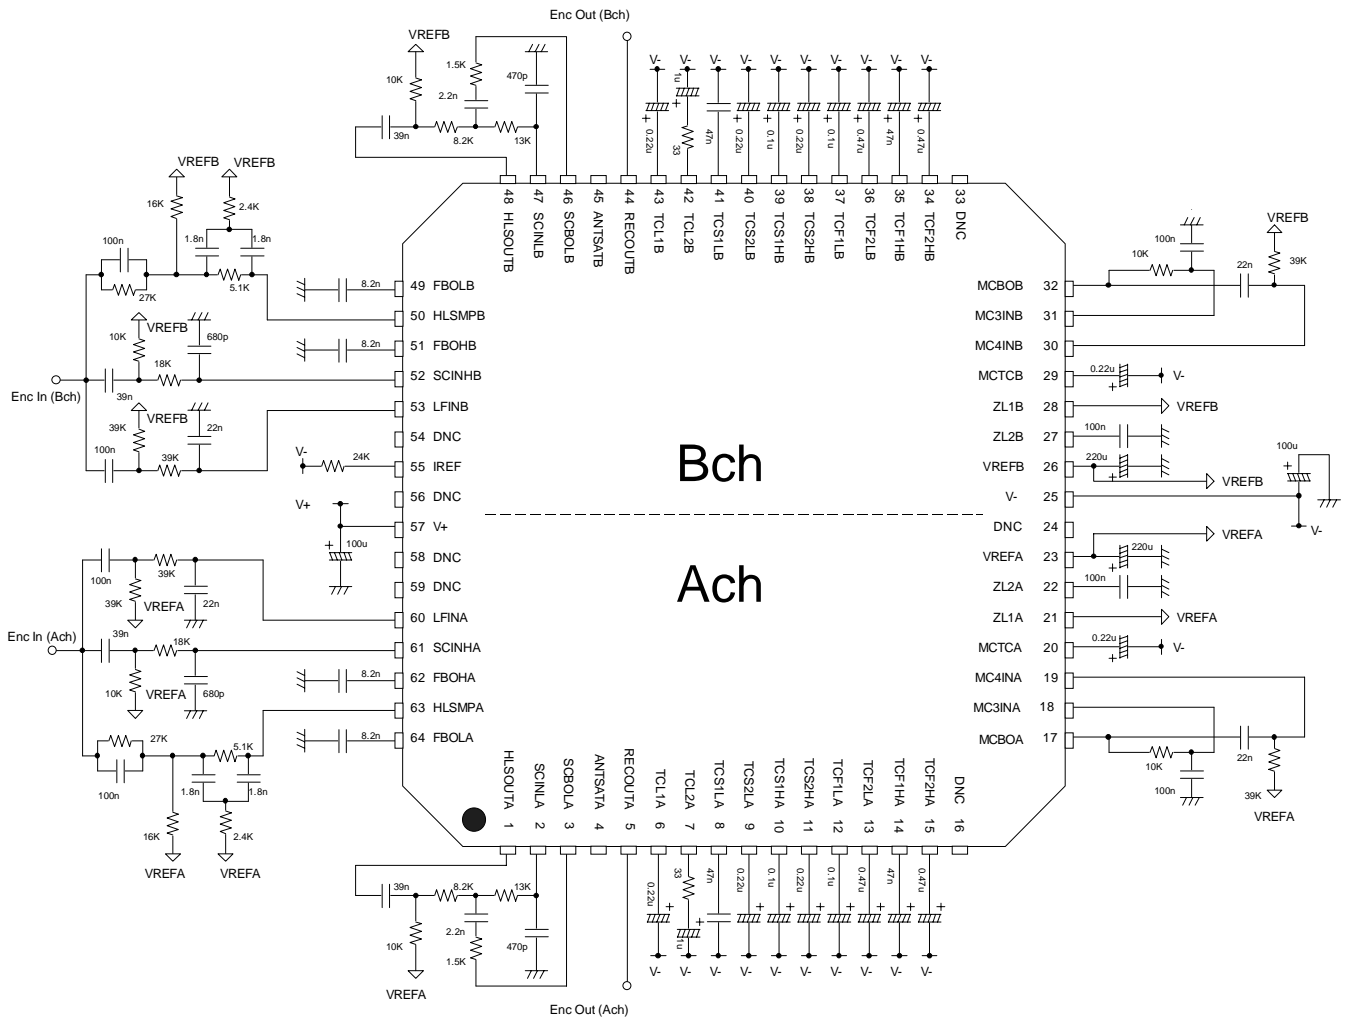 Enc Out (Bch)
VREFB
10K
39n
8.2K
1.5K
2.2n
13K
470p
V-
V-
V-
V-
V-
V-
V-
V-
V-
V-
0.22u
1u
33
47n
0.22u
0.1u
0.22u
0.1u
0.47u
47n
0.47u
+
+
+
+
+
+
+
+
+
48 HLSOUTB
47 SCINLB
46 SCBOLB
45 ANTSATB
44 RECOUTB
43 TCL1B
42 TCL2B
41 TCS1LB
40 TCS2LB
39 TCS1HB
38 TCS2HB
37 TCF1LB
36 TCF2LB
35 TCF1HB
34 TCF2HB
33 DNC
VREFB
VREFB
16K
2.4K
1.8n
1.8n
5.1K
100n
27K
VREFB
10K
680p
18K
39n
Enc In (Bch)
VREFB
39K
22n
100n
39K
8.2n
8.2n
V-
24K
V+
+
100u
49 FBOLB
50 HLSMPB
51 FBOHB
52 SCINHB
53 LFINB
54 DNC
55 IREF
56 DNC
57 V+
58 DNC
59 DNC
60 LFINA
61 SCINHA
62 FBOHA
63 HLSMPA
64 FBOLA
Bch
Ach
MCBOB 32
MC3INB 31
MC4INB 30
MCTCB 29
ZL1B 28
ZL2B 27
VREFB 26
V- 25
DNC 24
VREFA 23
ZL2A 22
ZL1A 21
MCTCA 20
MC4INA 19
MC3INA 18
MCBOA 17
100n
10K
22n
VREFB
39K
0.22u
+
V-
VREFB
100n
220u
+
VREFB
100u
+
V-
VREFA
220u
+
100n
VREFA
0.22u
+
V-
10K
100n
22n
39K
VREFA
100n
39K
39K
VREFA
22n
Enc In (Ach)
39n
18K
10K
VREFA
680p
27K
100n
5.1K
1.8n
1.8n
16K
2.4K
VREFA
VREFA
8.2n
8.2n
HLSOUTA 1
SCINLA 2
SCBOLA 3
ANTSATA 4
RECOUTA 5
TCL1A 6
TCL2A 7
TCS1LA 8
TCS2LA 9
TCS1HA 10
TCS2HA 11
TCF1LA 12
TCF2LA 13
TCF1HA 14
TCF2HA 15
DNC 16
39n
8.2K
13K
10K
2.2n
1.5K
470p
VREFA
0.22u
33
1u
47n
0.22u
0.1u
0.22u
0.1u
0.47u
47n
0.47u
+
+
+
+
+
+
+
+
+
V-
V-
V-
V-
V-
V-
V-
V-
V-
V-
Enc Out (Ach)